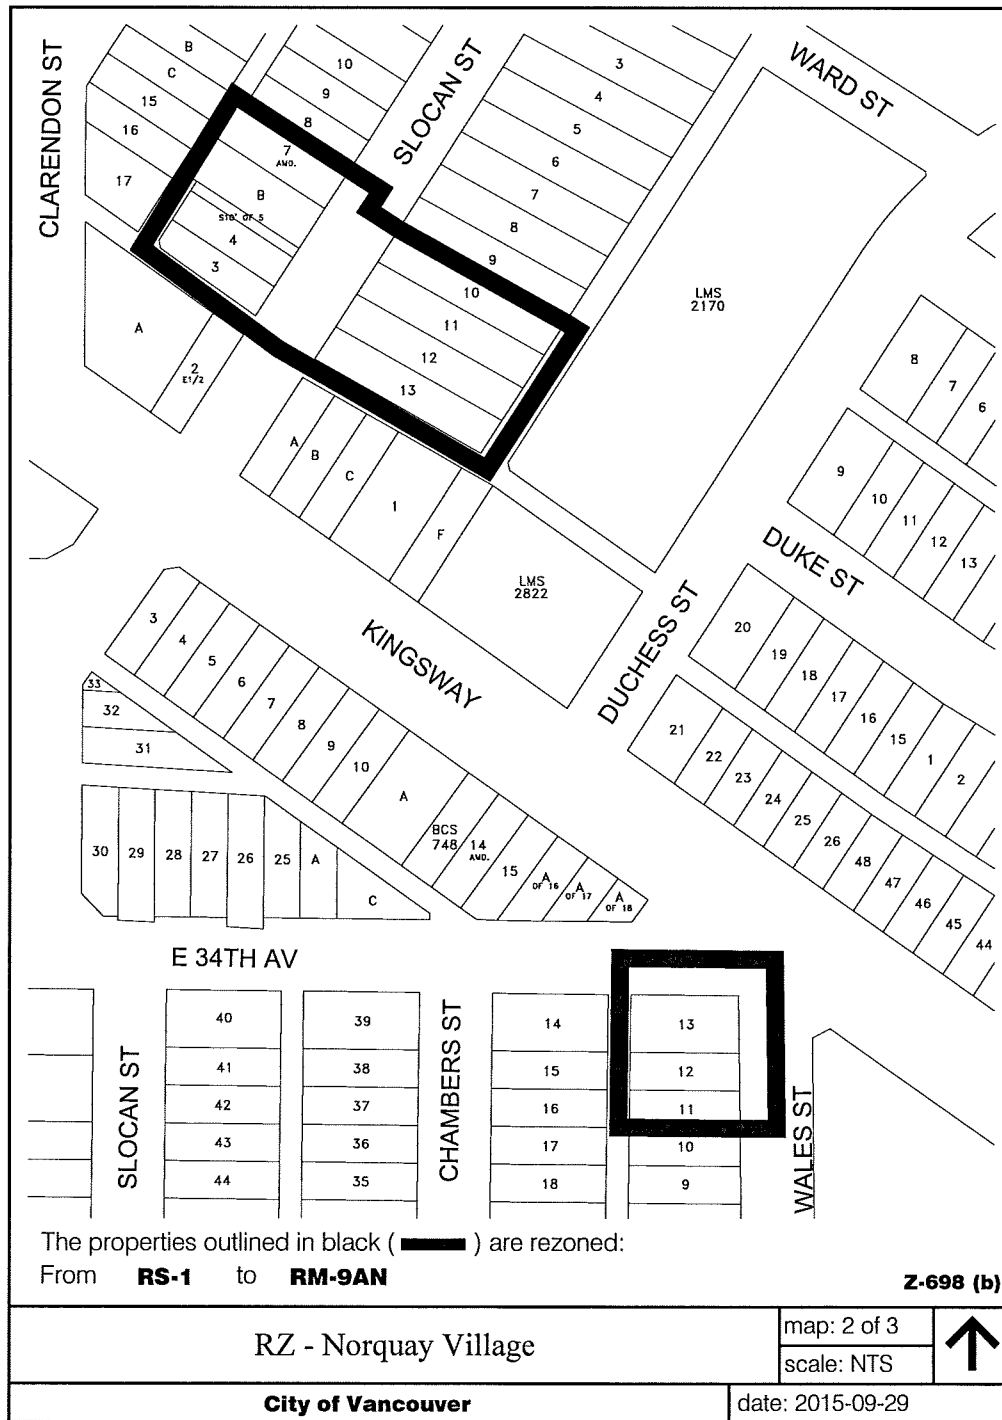 CLARENDON ST
SLOCAN ST
WARD ST
B
C
15
16
17
10
9
8
7
AMD.
B
S10' OF 5
4
3
3
4
5
6
7
8
9
10
11
12
13
LMS
2170
A
2
E1/2
A
B
C
1
F
LMS
2822
8
7
6
9
10
11
12
13
DUKE ST
DUCHESS ST
KINGSWAY
20
19
18
17
16
15
1
2
21
22
23
24
25
26
48
47
46
45
44
3
4
5
6
7
8
9
10
A
BCS
748
14
AMD.
15
A
OF 16
A
OF 17
A
OF 18
33
32
31
30
29
28
27
26
25
A
C
E 34TH AV
SLOCAN ST
40
41
42
43
44
39
38
37
36
35
CHAMBERS ST
14
15
16
17
18
13
12
11
10
9
WALES ST
The properties outlined in black ( ) are rezoned:
From RS-1 to RM-9AN
Z-698 (b)
RZ - Norquay Village
map: 2 of 3
scale: NTS
City of Vancouver
date: 2015-09-29